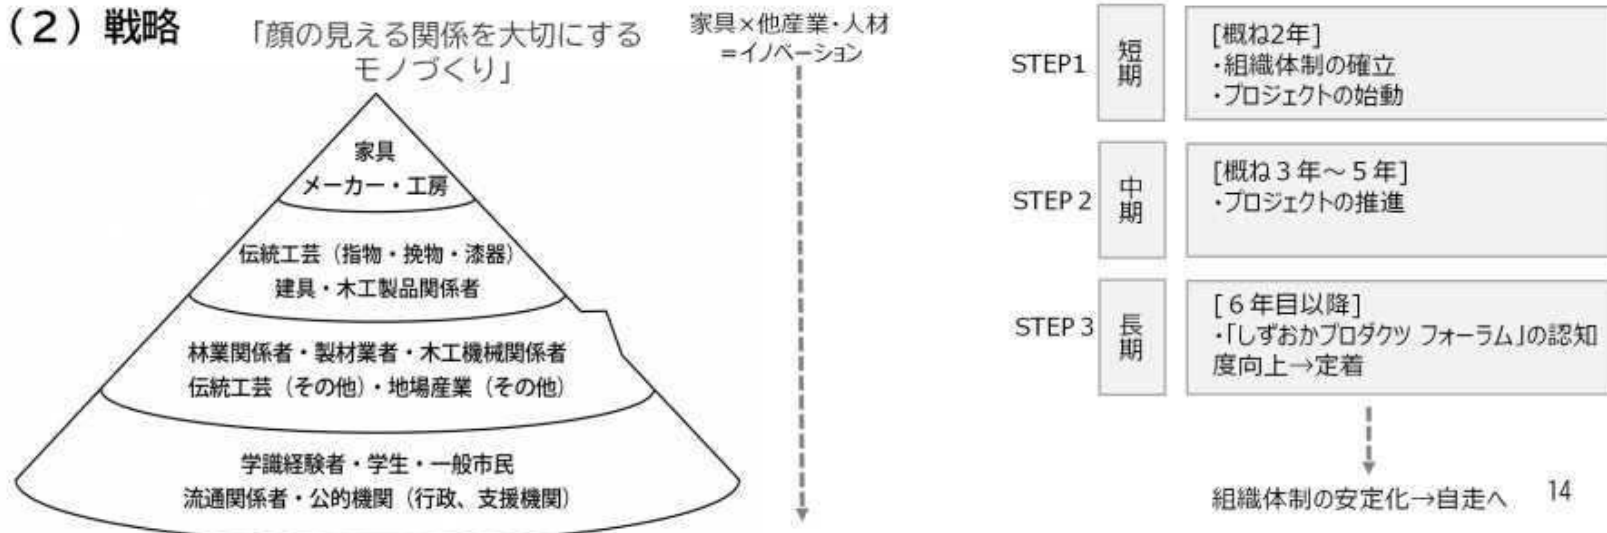 (2)戦略
「顔の見える関係を大切にする
モノづくり」
家具
メーカー・工房
伝統工芸(指物・挽物・漆器)
建具・木工製品関係者
林業関係者・製材業者・木工機械関係者
伝統工芸(その他)・地場産業(その他)
学識経験者・学生・一般市民
流通関係者・公的機関(行政、支援機関)
家具×他産業・人材
=イノベーション
STEP1
短期
[概ね2年]
・組織体制の確立
・プロジェクトの始動
STEP 2
中期
[概ね3年~5年]
・プロジェクトの推進
STEP 3
長期
[6年目以降]
・「しずおかプロダクツ フォーラム」の認知
度向上→定着
組織体制の安定化→自走へ
14